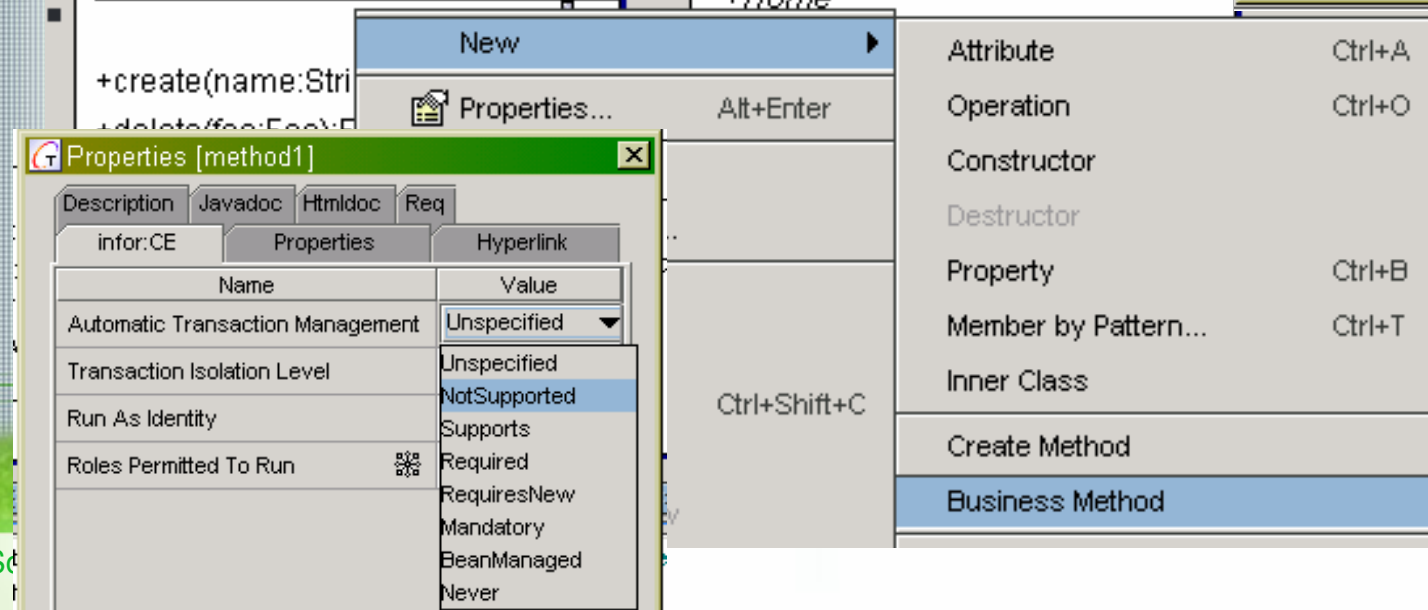 +Home
New
+create(name:Stri
Properties... Alt+Enter
+delete(foo:Foo):F
Properties [method1]
Description Javadoc Htmldoc Req
infor:CE Properties Hyperlink
Name Value
Automatic Transaction Management Unspecified
Transaction Isolation Level
Run As Identity
Roles Permitted To Run
Unspecified
NotSupported
Supports
Required
RequiresNew
Mandatory
BeanManaged
Never
Ctrl+Shift+C
Attribute Ctrl+A
Operation Ctrl+O
Constructor
Destructor
Property Ctrl+B
Member by Pattern... Ctrl+T
Inner Class
Create Method
Business Method